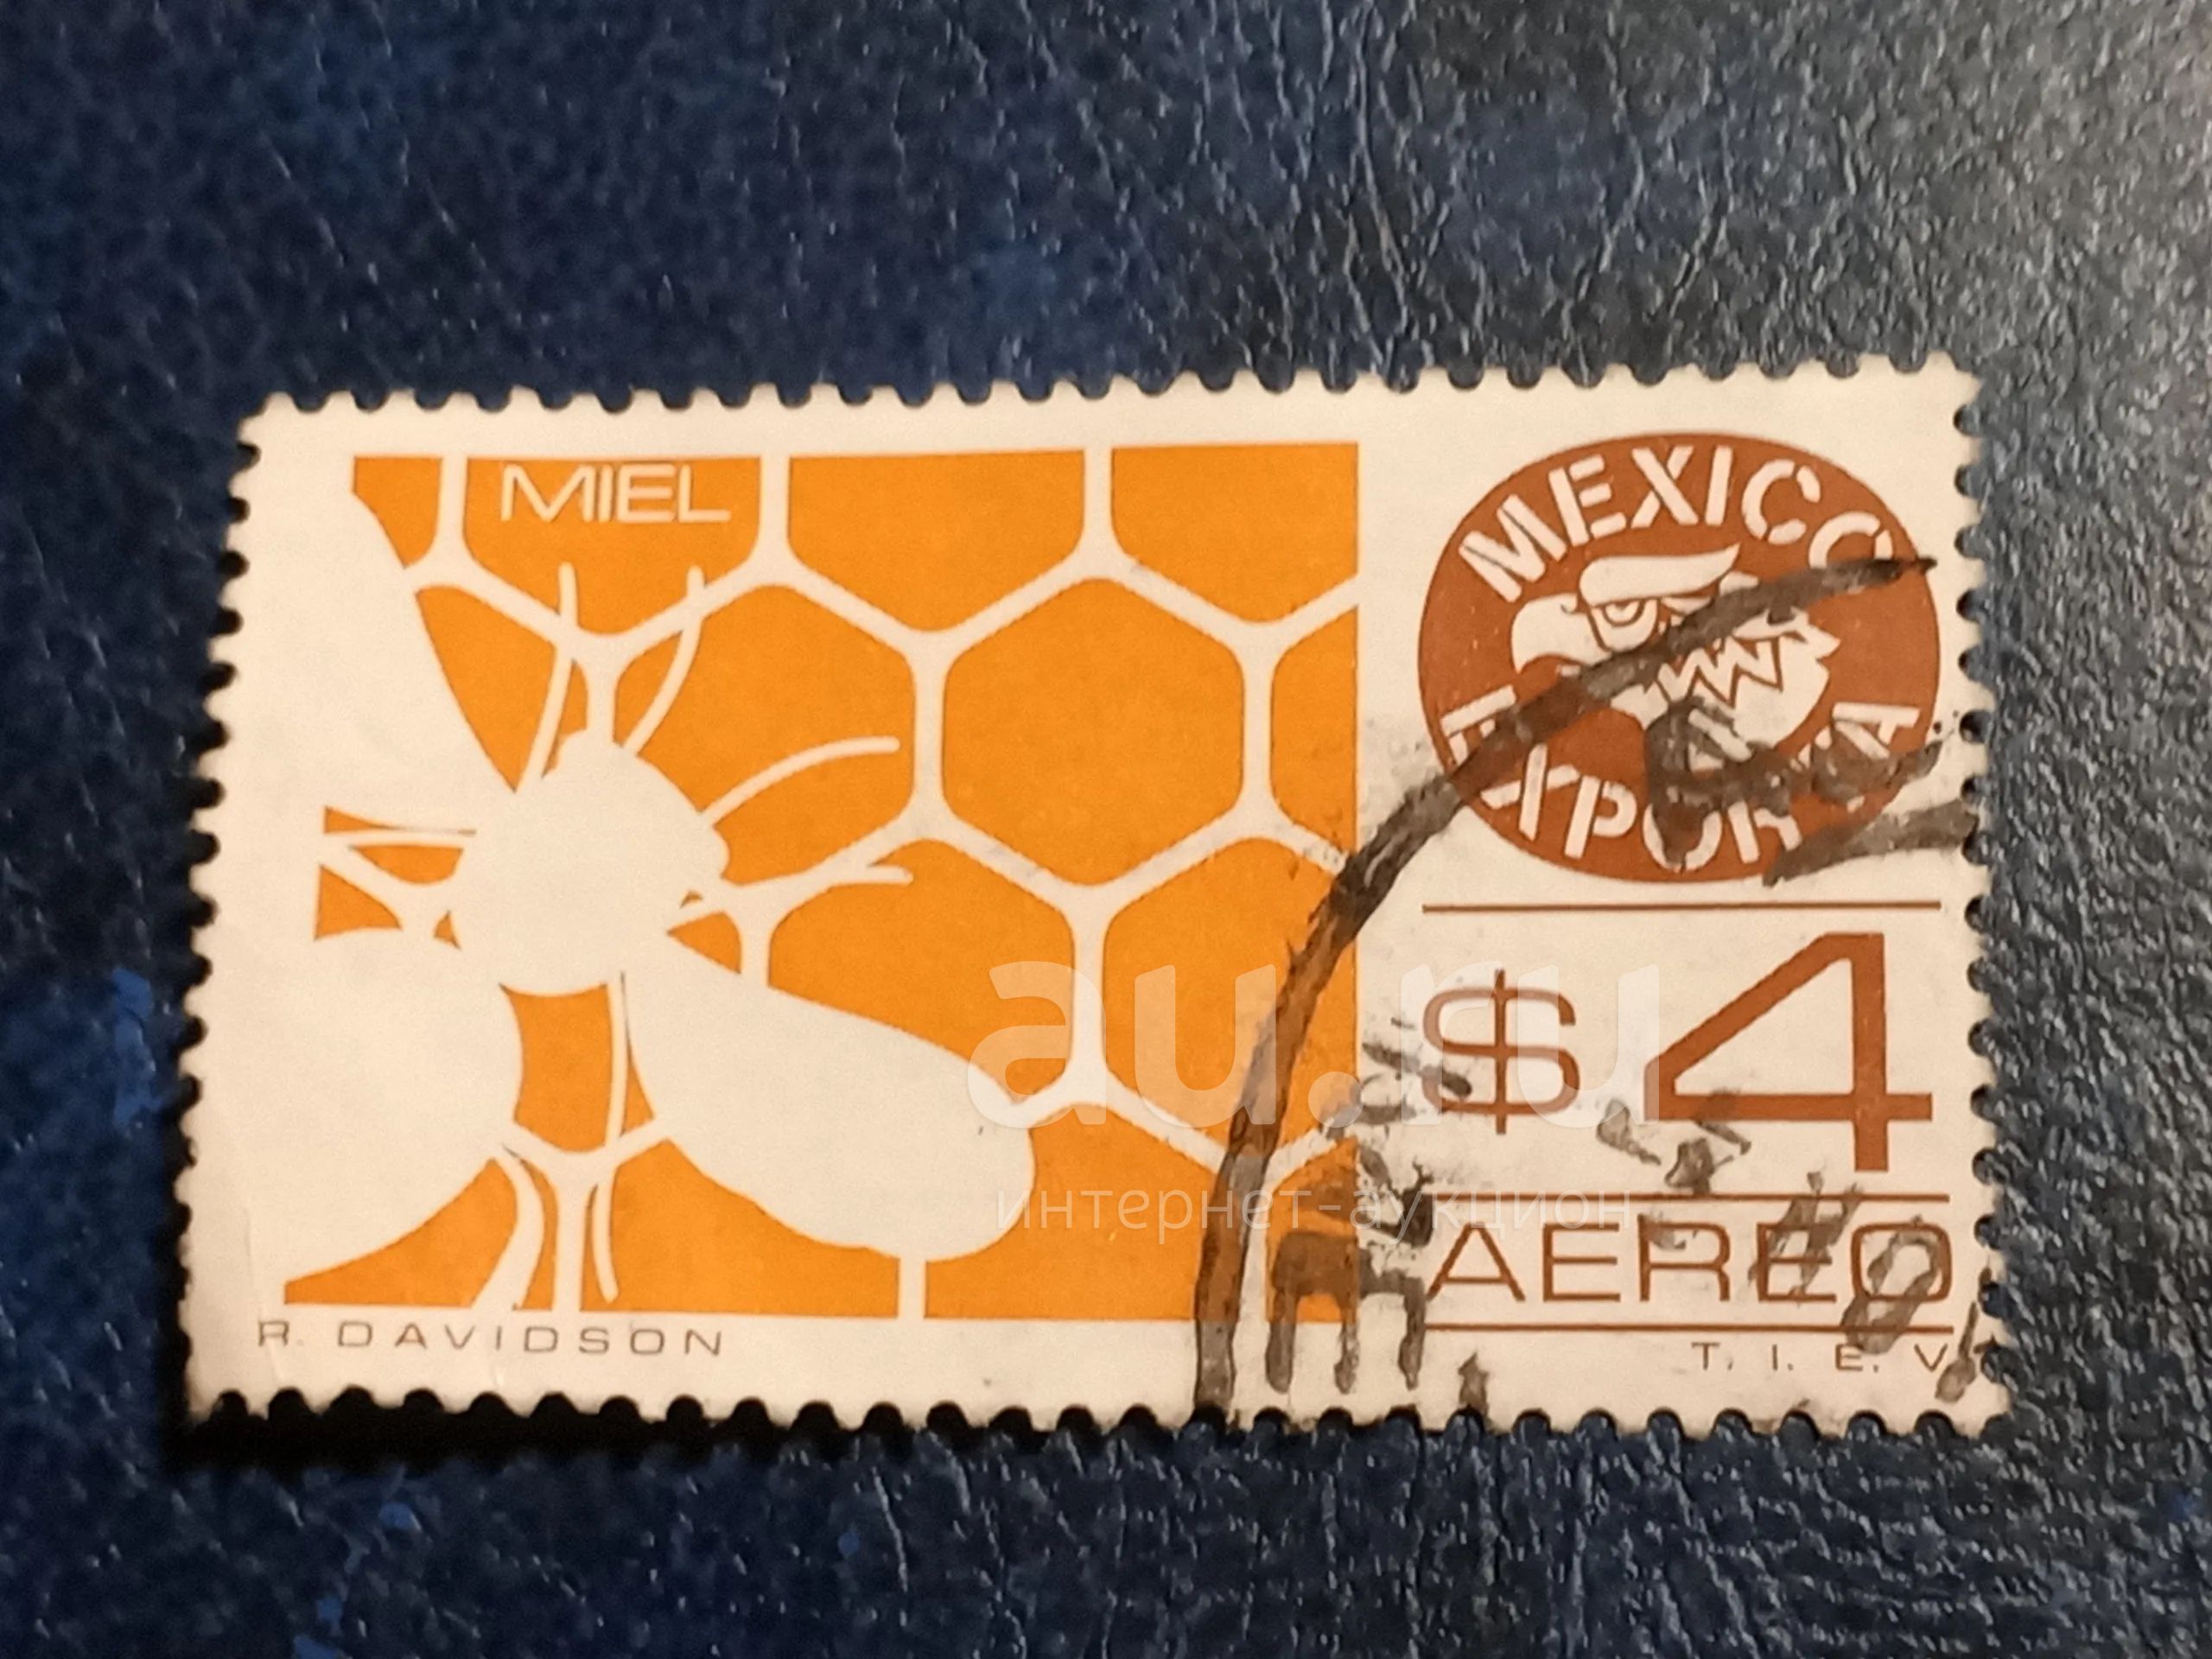 MIEL
MEXICO
EXPORTA
$4
AEREO
R. DAVIDSON
T. I. E. V
au.ru
интернет-аукцион